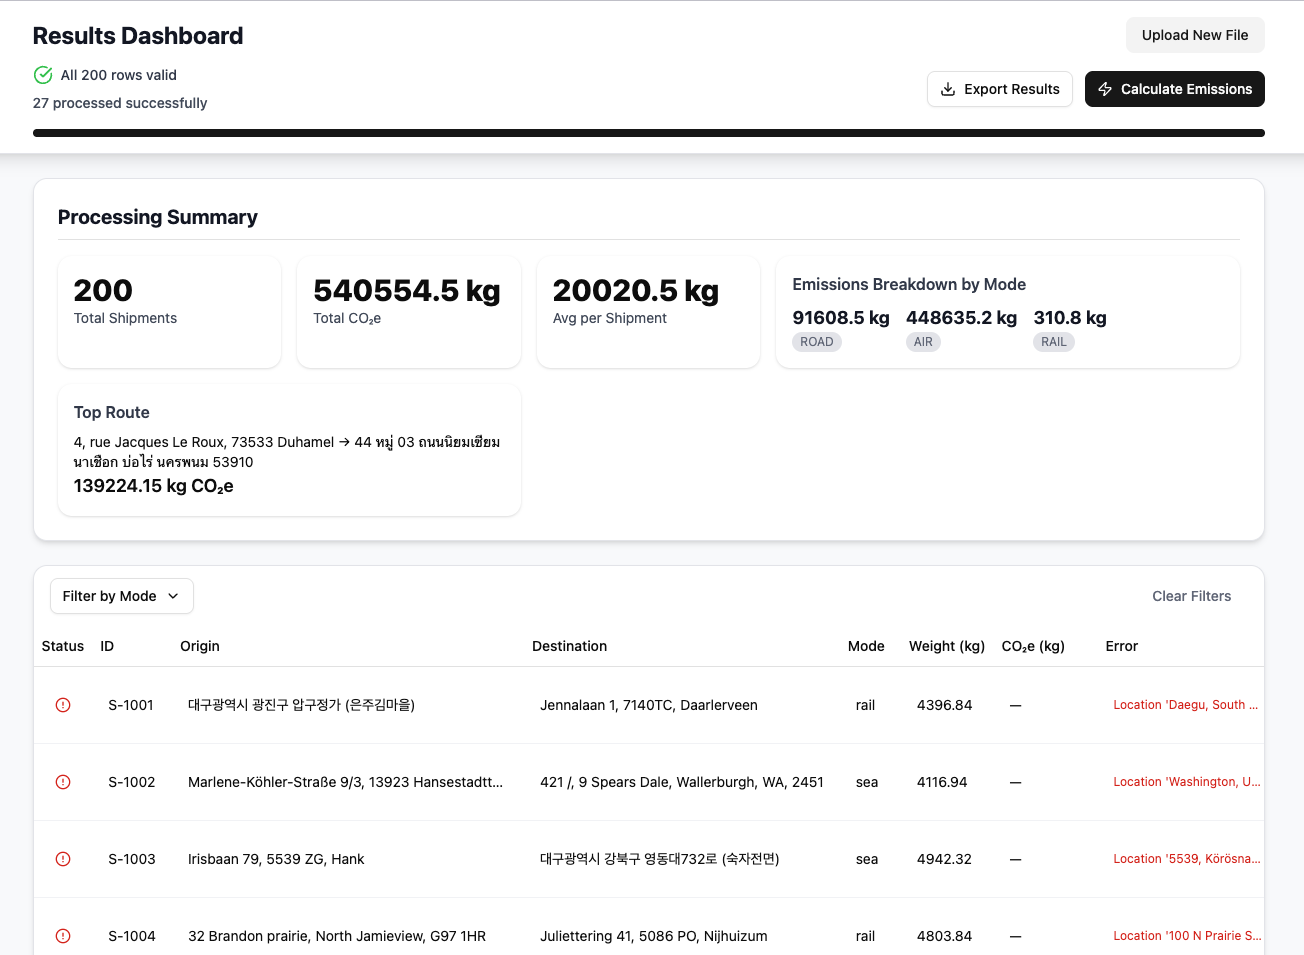 Results Dashboard
Upload New File
All 200 rows valid
27 processed successfully
Export Results
Calculate Emissions
Processing Summary
200
Total Shipments
540554.5 kg
Total CO₂e
20020.5 kg
Avg per Shipment
Emissions Breakdown by Mode
91608.5 kg 448635.2 kg 310.8 kg
ROAD AIR RAIL
Top Route
4, rue Jacques Le Roux, 73533 Duhamel → 44 หมู่ 03 ถนนนิยมเซียม
นาเชือก บ่อไร่ นครพนม 53910
139224.15 kg CO₂e
Filter by Mode
Clear Filters
Status ID Origin Destination Mode Weight (kg) CO₂e (kg) Error
S-1001 대구광역시 광진구 압구정가 (은주김마을) Jennalaan 1, 7140TC, Daarlerveen rail 4396.84 — Location 'Daegu, South ...
S-1002 Marlene-Köhler-Straße 9/3, 13923 Hansestadtt... 421 /, 9 Spears Dale, Wallerburgh, WA, 2451 sea 4116.94 — Location 'Washington, U...
S-1003 Irisbaan 79, 5539 ZG, Hank 대구광역시 강북구 영동대732로 (숙자전면) sea 4942.32 — Location '5539, Körösna...
S-1004 32 Brandon prairie, North Jamieview, G97 1HR Juliettering 41, 5086 PO, Nijhuizum rail 4803.84 — Location '100 N Prairie S...